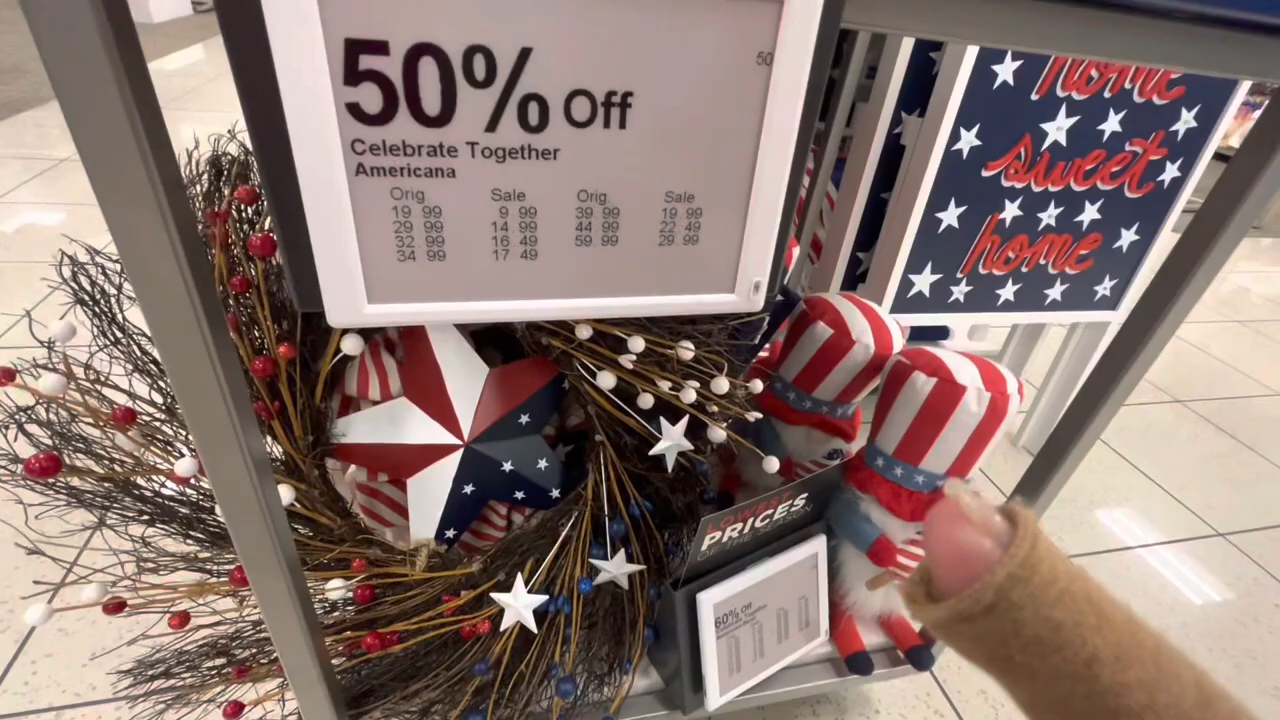 50% Off
50
Celebrate Together
Americana
Orig Sale Orig Sale
19 99 9 99 39 99 19 99
29 99 14 99 44 99 22 49
32 99 16 49 59 99 29 99
34 99 17 49
home
sweet
home
LOWEST
PRICES
OF THE SEASON
60% Off
Celebrate Together